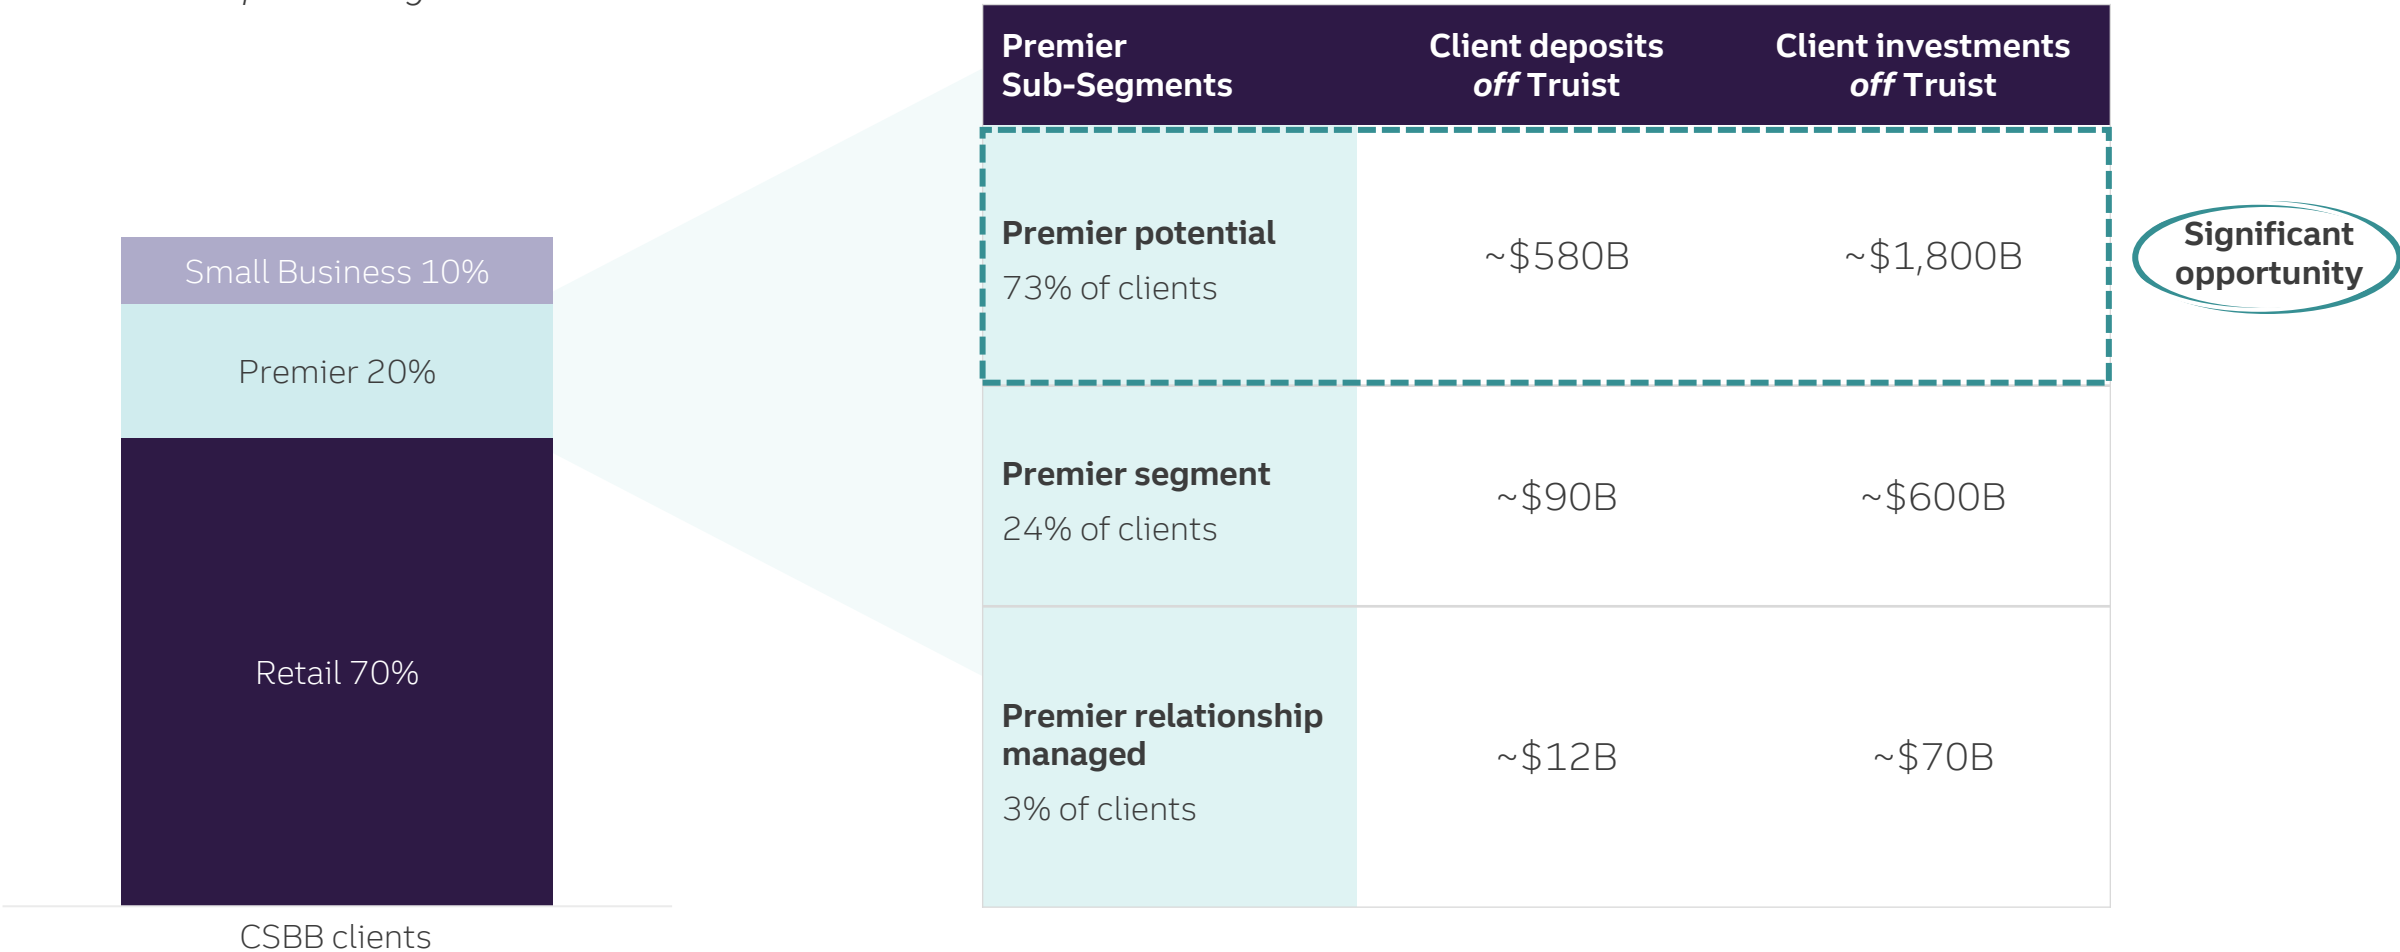 Small Business 10%
Premier 20%
Retail 70%
CSBB clients
Premier
Sub-Segments
Client deposits
off Truist
Client investments
off Truist
Premier potential
73% of clients
~$580B
~$1,800B
Significant
opportunity
Premier segment
24% of clients
~$90B
~$600B
Premier relationship
managed
3% of clients
~$12B
~$70B